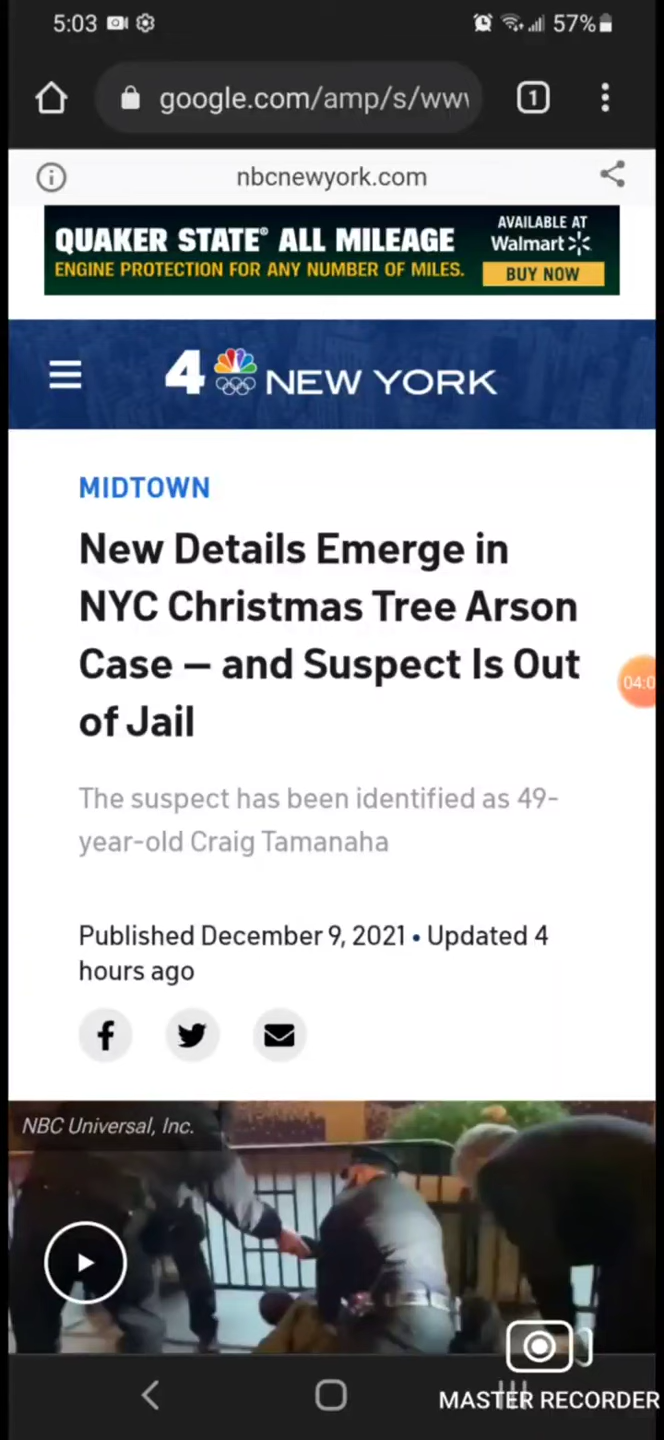 5:03
57%
google.com/amp/s/www
1
nbcnewyork.com
QUAKER STATE® ALL MILEAGE
ENGINE PROTECTION FOR ANY NUMBER OF MILES.
AVAILABLE AT
Walmart
BUY NOW
4 NEW YORK
MIDTOWN
New Details Emerge in
NYC Christmas Tree Arson
Case – and Suspect Is Out
of Jail
04:0
The suspect has been identified as 49-
year-old Craig Tamanaha
Published December 9, 2021 • Updated 4
hours ago
NBC Universal, Inc.
MASTER RECORDER